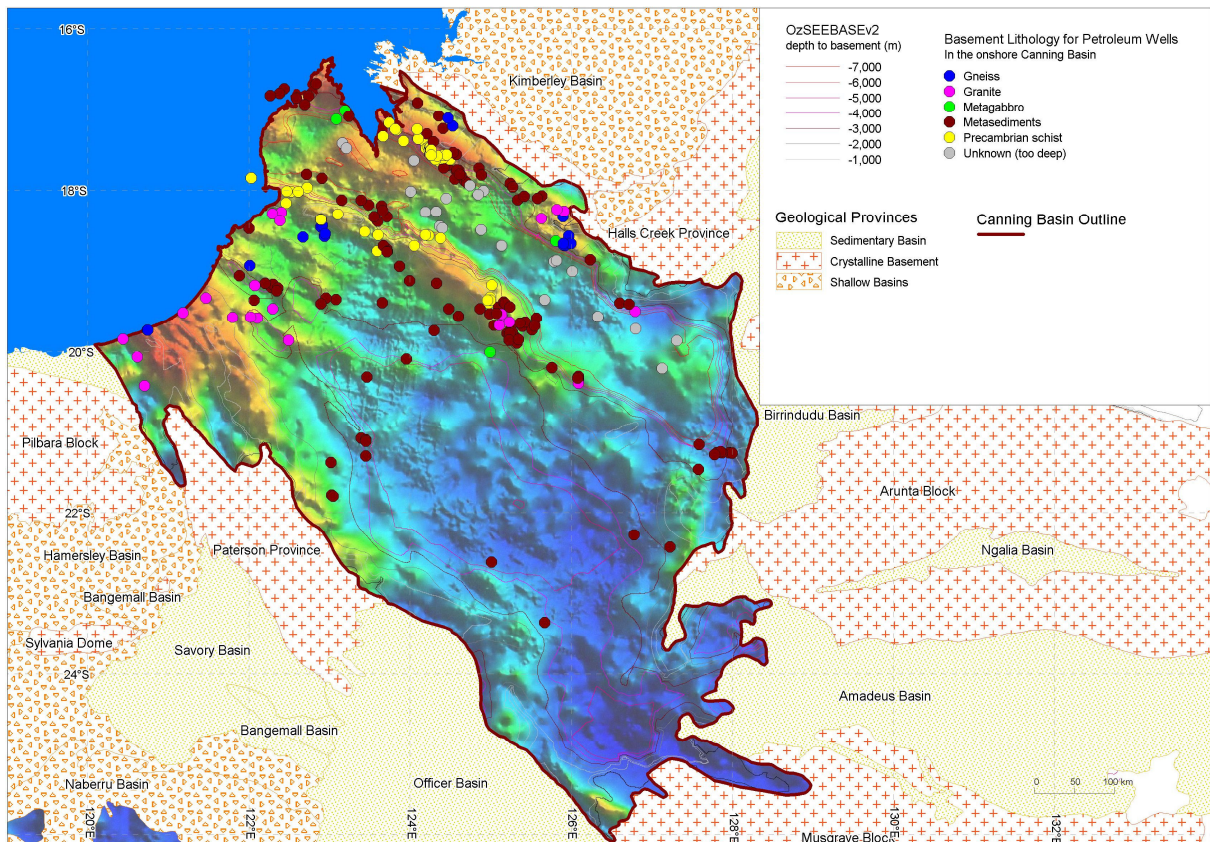 16°S
Kimberley Basin
18°S
Halls Creek Province
20°S
Pilbara Block
Birrindudu Basin
Arunta Block
22°S
Hamersley Basin
Paterson Province
Ngalia Basin
Bangemall Basin
Sylvania Dome
Savory Basin
24°S
Amadeus Basin
Bangemall Basin
Officer Basin
Naberru Basin
Musgrave Block
120°E
122°E
124°E
126°E
128°E
130°E
132°E
0 50 100 km
OzSEEBASEv2
depth to basement (m)
-7,000
-6,000
-5,000
-4,000
-3,000
-2,000
-1,000
Basement Lithology for Petroleum Wells
In the onshore Canning Basin
Gneiss
Granite
Metagabbro
Metasediments
Precambrian schist
Unknown (too deep)
Geological Provinces
Sedimentary Basin
Crystalline Basement
Shallow Basins
Canning Basin Outline